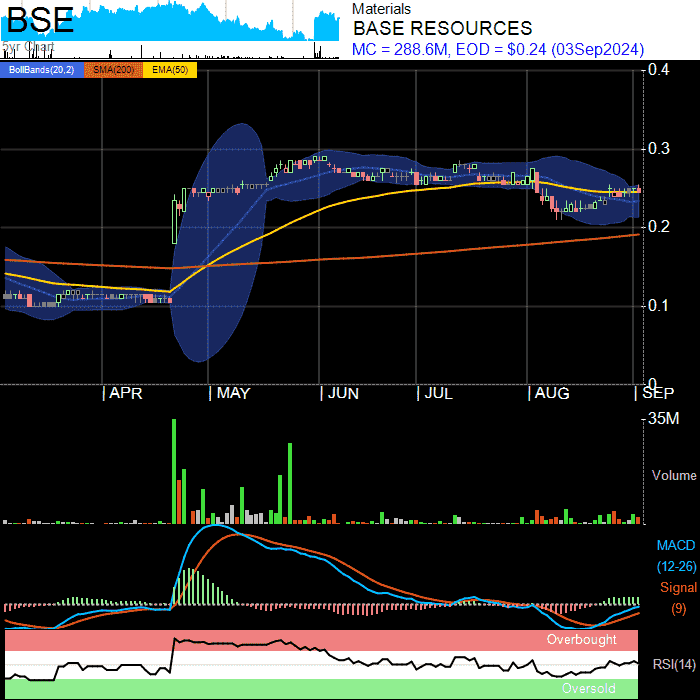 BSE
5yr Chart
Materials
BASE RESOURCES
MC = 288.6M, EOD = $0.24 (03Sep2024)
BollBands(20,2) SMA(200) EMA(50)
0.4
0.3
0.2
0.1
0
APR MAY JUN JUL AUG SEP
35M
Volume
MACD
(12-26)
Signal
(9)
Overbought
RSI(14)
Oversold